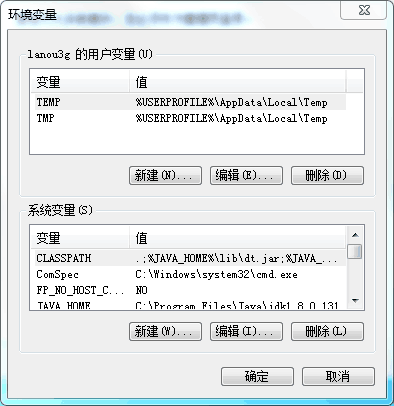 环境变量
lanou3g 的用户变量(U)
变量 值
TEMP %USERPROFILE%\AppData\Local\Temp
TMP %USERPROFILE%\AppData\Local\Temp
新建(N)... 编辑(E)... 删除(D)
系统变量(S)
变量 值
CLASSPATH .;%JAVA_HOME%\lib\dt.jar;%JAVA_...
ComSpec C:\Windows\system32\cmd.exe
FP_NO_HOST_C... NO
JAVA_HOME C:\Program Files\Java\jdk1.8.0_131
新建(W)... 编辑(I)... 删除(L)
确定 取消